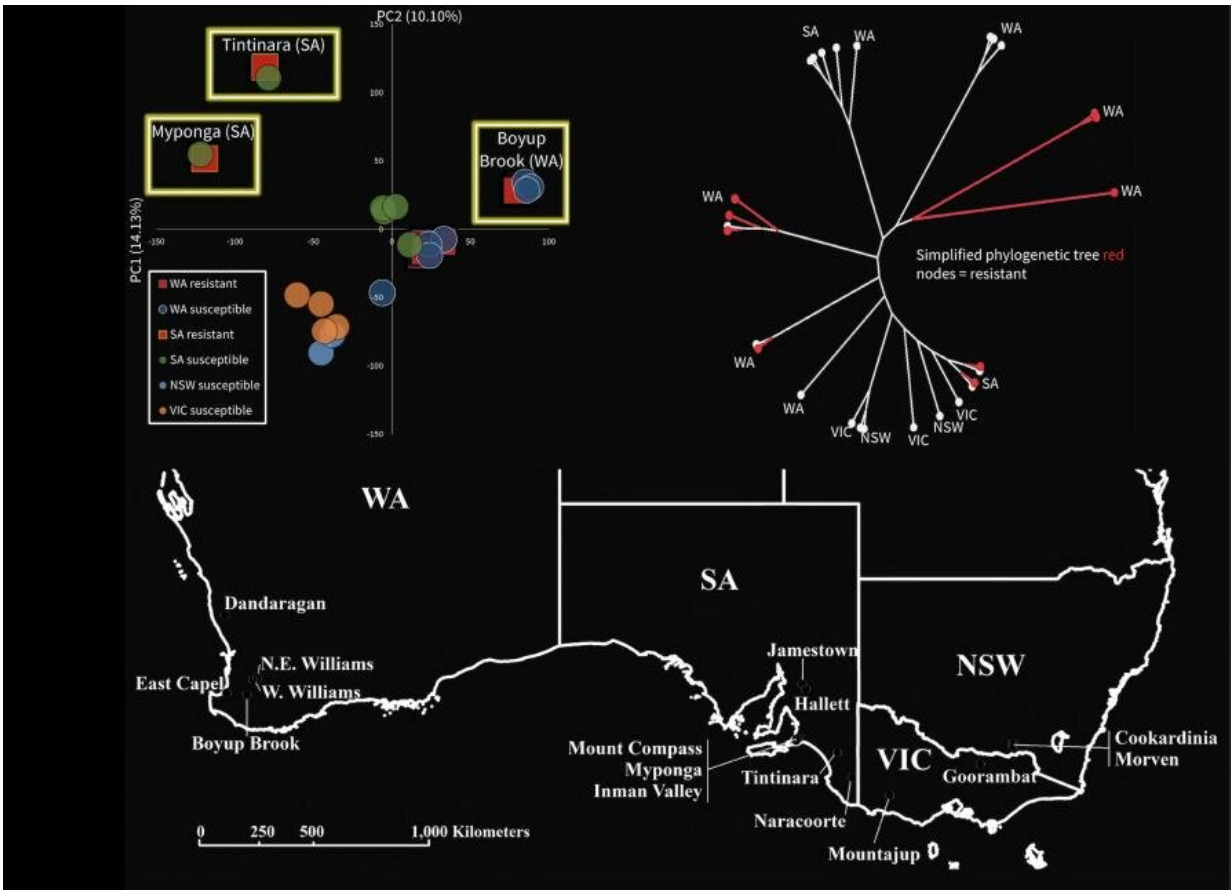 PC2 (10.10%)
150
Tintinara (SA)
100
Myponga (SA)
50
Boyup
Brook (WA)
0
-150
-100
-50
50
100
PC1 (14.13%)
-50
-100
-150
WA resistant
WA susceptible
SA resistant
SA susceptible
NSW susceptible
VIC susceptible
SA
WA
WA
WA
WA
WA
Simplified phylogenetic tree red
nodes = resistant
WA
WA
SA
VIC
NSW
VIC
NSW
VIC
WA
SA
NSW
VIC
Dandaragan
N.E. Williams
W. Williams
East Capel
Boyup Brook
Jamestown
Hallett
Mount Compass
Myponga
Inman Valley
Tintinara
Naracoorte
Mountajup
Goorambat
Cookardinia
Morven
0 250 500 1,000 Kilometers